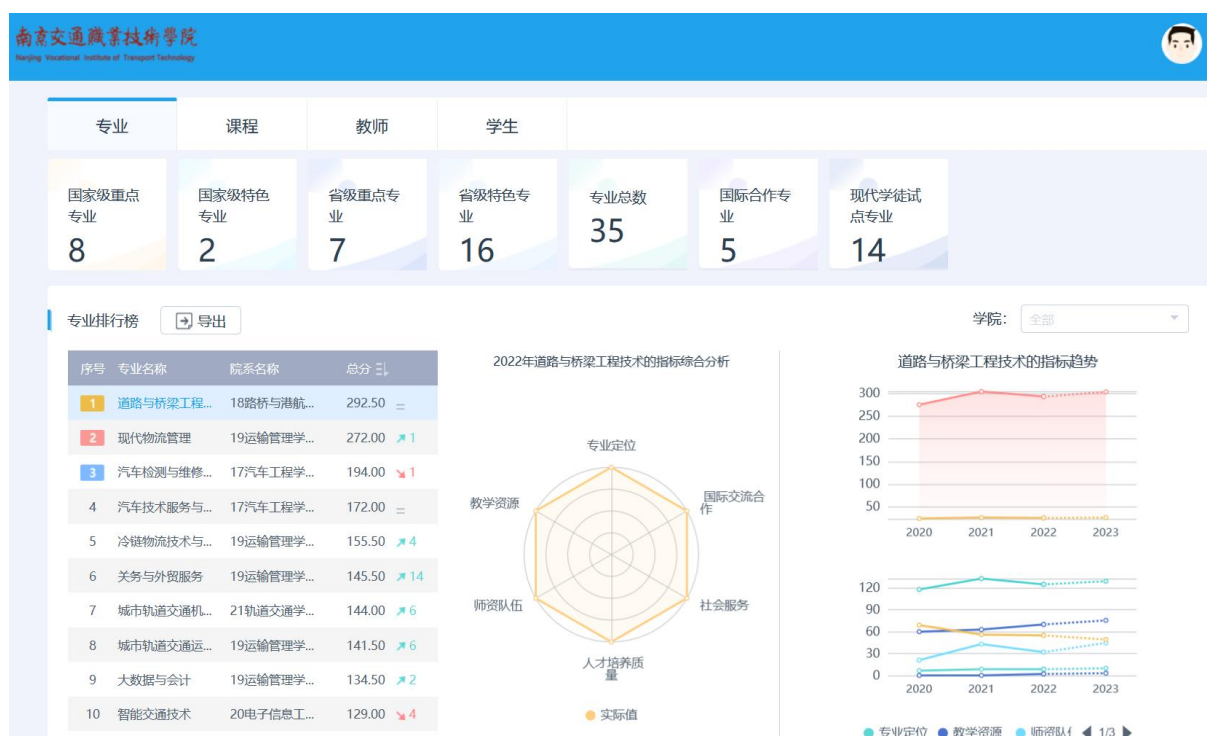 南京交通職業技術學院
Nanjing Vocational Institute of Transport Technology
专业 课程 教师 学生
国家级重点专业 8
国家级特色专业 2
省级重点专业 7
省级特色专业 16
专业总数 35
国际合作专业 5
现代学徒试点专业 14
专业排行榜 导出 学院: 全部
序号 专业名称 院系名称 总分
1 道路与桥梁工程... 18路桥与港航... 292.50 =
2 现代物流管理 19运输管理学... 272.00 1
3 汽车检测与维修... 17汽车工程学... 194.00 1
4 汽车技术服务与... 17汽车工程学... 172.00 =
5 冷链物流技术与... 19运输管理学... 155.50 4
6 关务与外贸服务 19运输管理学... 145.50 14
7 城市轨道交通机... 21轨道交通学... 144.00 6
8 城市轨道交通运... 19运输管理学... 141.50 6
9 大数据与会计 19运输管理学... 134.50 2
10 智能交通技术 20电子信息工... 129.00 4
2022年道路与桥梁工程技术的指标综合分析
专业定位
国际交流合作
社会服务
人才培养质量
师资队伍
教学资源
实际值
道路与桥梁工程技术的指标趋势
300
250
200
150
100
50
2020 2021 2022 2023
120
90
60
30
0
2020 2021 2022 2023
专业定位 教学资源 师资队 1/3